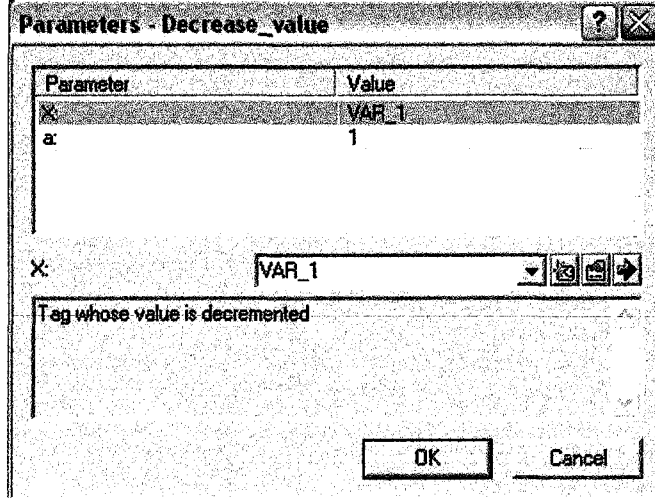 Parameters - Decrease_value
Parameter Value
X: VAR_1
a: 1
X: VAR_1
Tag whose value is decremented
OK Cancel